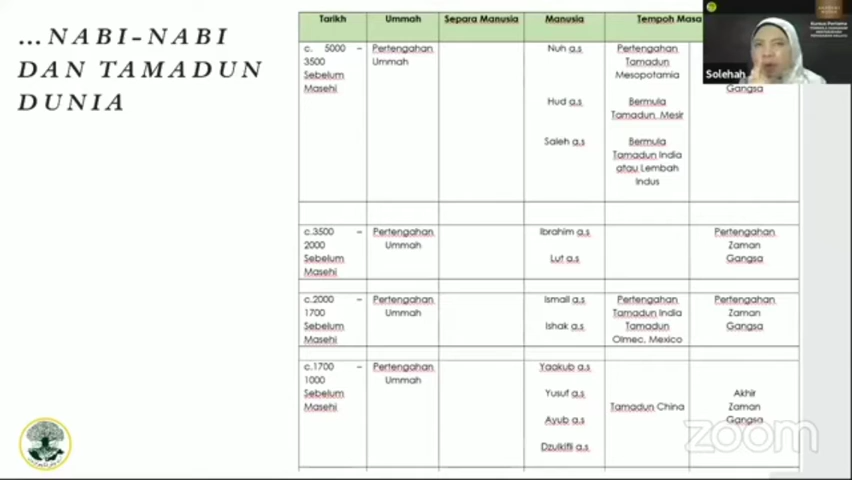 ...NABI-NABI
DAN TAMADUN
DUNIA
Tarikh
Ummah
Separa Manusia
Manusia
Tempoh Masa
c. 5000 –
3500
Sebelum
Masehi
Pertengahan
Ummah
Nuh a.s
Hud a.s
Saleh a.s
Pertengahan
Tamadun
Mesopotamia
Bermula
Tamadun Mesir
Bermula
Tamadun India
atau Lembah
Indus
Gangsa
c.3500 –
2000
Sebelum
Masehi
Pertengahan
Ummah
Ibrahim a.s
Lut a.s
Pertengahan
Zaman
Gangsa
c.2000 –
1700
Sebelum
Masehi
Pertengahan
Ummah
Ismail a.s
Ishak a.s
Pertengahan
Tamadun India
Tamadun
Olmec, Mexico
Pertengahan
Zaman
Gangsa
c.1700 –
1000
Sebelum
Masehi
Pertengahan
Ummah
Yaakub a.s
Yusuf a.s
Ayub a.s
Dzulkifli a.s
Tamadun China
Akhir
Zaman
Gangsa
Solehah
Kursus Pertama
zoom